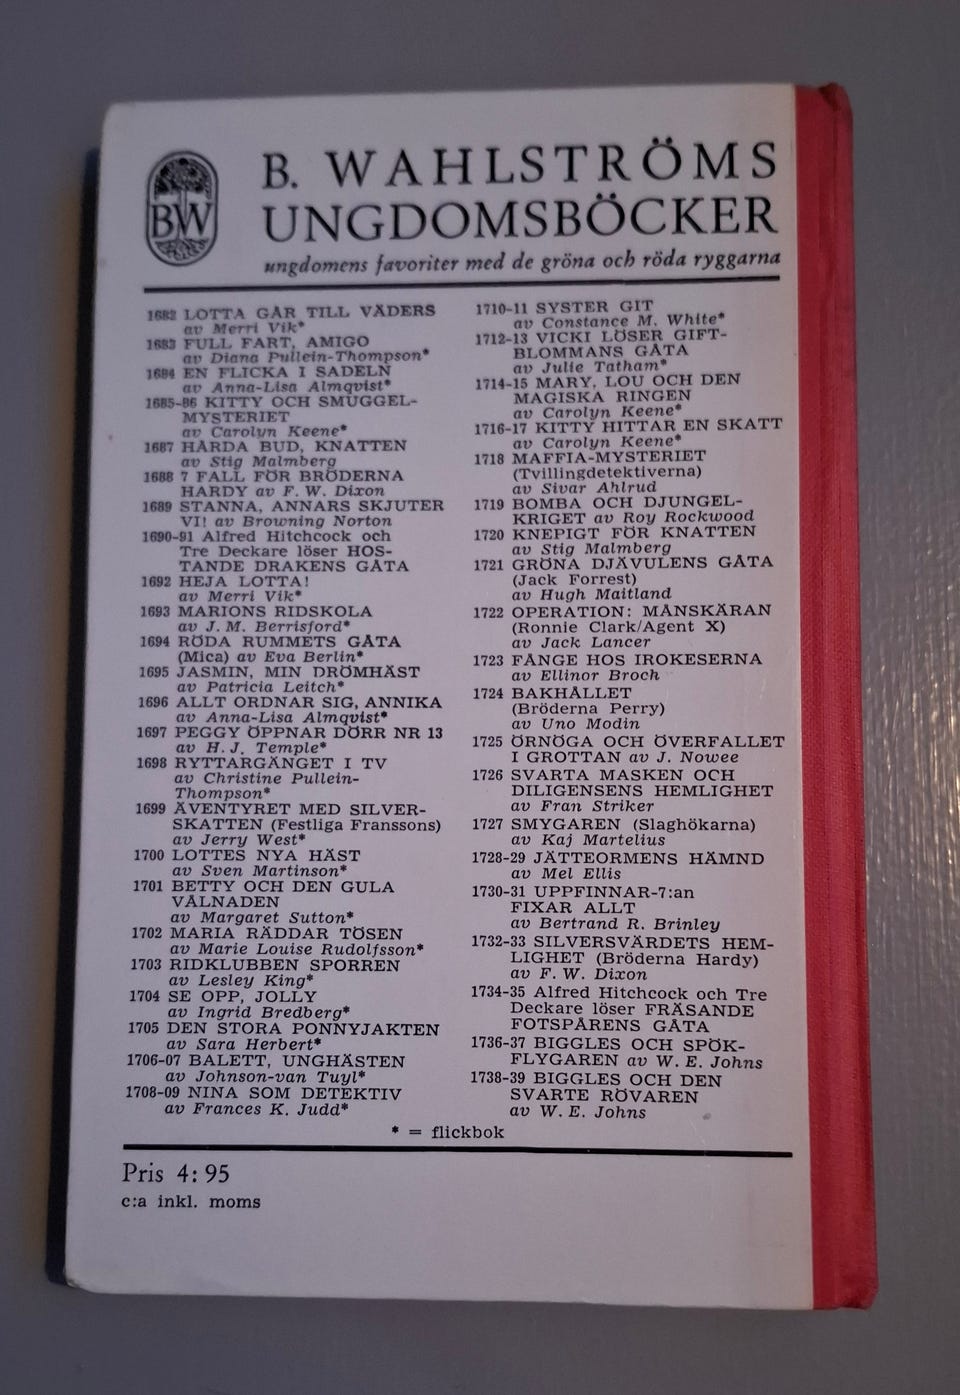 BW
B. WAHLSTRÖMS
UNGDOMSBÖCKER
ungdomens favoriter med de gröna och röda ryggarna
1682 LOTTA GÅR TILL VÄDERS
av Merri Vik*
1683 FULL FART, AMIGO
av Diana Pullein-Thompson*
1684 EN FLICKA I SADELN
av Anna-Lisa Almqvist*
1685-86 KITTY OCH SMUGGEL-
MYSTERIET
av Carolyn Keene*
1687 HÅRDA BUD, KNATTEN
av Stig Malmberg
1688 7 FALL FÖR BRÖDERNA
HARDY av F. W. Dixon
1689 STANNA, ANNARS SKJUTER
VI! av Browning Norton
1690-91 Alfred Hitchcock och
Tre Deckare löser HOS-
TANDE DRAKENS GÅTA
1692 HEJA LOTTA!
av Merri Vik*
1693 MARIONS RIDSKOLA
av J. M. Berrisford*
1694 RÖDA RUMMETS GÅTA
(Mica) av Eva Berlin*
1695 JASMIN, MIN DRÖMHÄST
av Patricia Leitch*
1696 ALLT ORDNAR SIG, ANNIKA
av Anna-Lisa Almqvist*
1697 PEGGY ÖPPNAR DÖRR NR 13
av H. J. Temple*
1698 RYTTARGÄNGET I TV
av Christine Pullein-
Thompson*
1699 ÄVENTYRET MED SILVER-
SKATTEN (Festliga Franssons)
av Jerry West*
1700 LOTTES NYA HÄST
av Sven Martinson*
1701 BETTY OCH DEN GULA
VÅLNADEN
av Margaret Sutton*
1702 MARIA RÄDDAR TÖSEN
av Marie Louise Rudolfsson*
1703 RIDKLUBBEN SPORREN
av Lesley King*
1704 SE OPP, JOLLY
av Ingrid Bredberg*
1705 DEN STORA PONNYJAKTEN
av Sara Herbert*
1706-07 BALETT, UNGHÄSTEN
av Johnson-van Tuyl*
1708-09 NINA SOM DETEKTIV
av Frances K. Judd*
1710-11 SYSTER GIT
av Constance M. White*
1712-13 VICKI LÖSER GIFT-
BLOMMANS GÅTA
av Julie Tatham*
1714-15 MARY, LOU OCH DEN
MAGISKA RINGEN
av Carolyn Keene*
1716-17 KITTY HITTAR EN SKATT
av Carolyn Keene*
1718 MAFFIA-MYSTERIET
(Tvillingdetektiverna)
av Sivar Ahlrud
1719 BOMBA OCH DJUNGEL-
KRIGET av Roy Rockwood
1720 KNEPIGT FÖR KNATTEN
av Stig Malmberg
1721 GRÖNA DJÄVULENS GÅTA
(Jack Forrest)
av Hugh Maitland
1722 OPERATION: MÅNSKÄRAN
(Ronnie Clark/Agent X)
av Jack Lancer
1723 FÅNGE HOS IROKESERNA
av Ellinor Broch
1724 BAKHÅLLET
(Bröderna Perry)
av Uno Modin
1725 ÖRNÖGA OCH ÖVERFALLET
I GROTTAN av J. Nowee
1726 SVARTA MASKEN OCH
DILIGENSENS HEMLIGHET
av Fran Striker
1727 SMYGAREN (Slaghökarna)
av Kaj Martelius
1728-29 JÄTTEORMENS HÄMND
av Mel Ellis
1730-31 UPPFINNAR-7:an
FIXAR ALLT
av Bertrand R. Brinley
1732-33 SILVERSVÄRDETS HEM-
LIGHET (Bröderna Hardy)
av F. W. Dixon
1734-35 Alfred Hitchcock och Tre
Deckare löser FRÄSANDE
FOTSPÅRENS GÅTA
1736-37 BIGGLES OCH SPÖK-
FLYGAREN av W. E. Johns
1738-39 BIGGLES OCH DEN
SVARTE RÖVAREN
av W. E. Johns
* = flickbok
Pris 4: 95
c:a inkl. moms